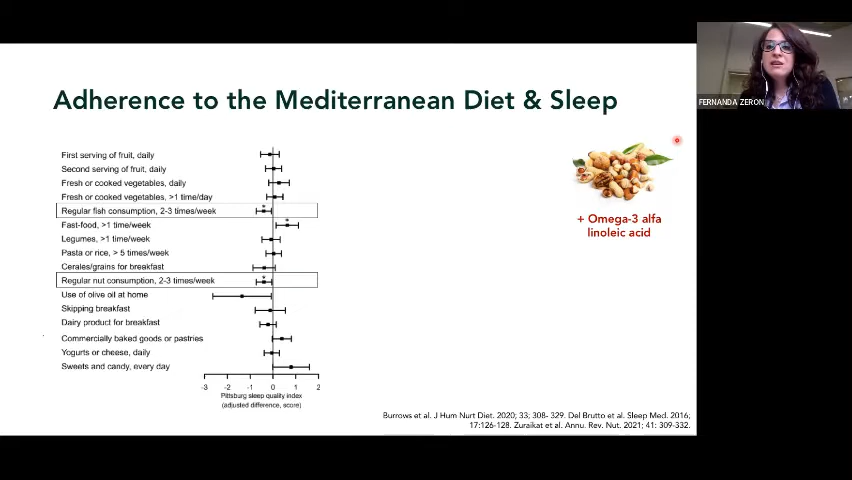 FERNANDA ZERON
Adherence to the Mediterranean Diet & Sleep
First serving of fruit, daily
Second serving of fruit, daily
Fresh or cooked vegetables, daily
Fresh or cooked vegetables, >1 time/day
Regular fish consumption, 2-3 times/week
*
Fast-food, >1 time/week
*
Legumes, >1 time/week
Pasta or rice, > 5 times/week
Cerales/grains for breakfast
Regular nut consumption, 2-3 times/week
*
Use of olive oil at home
Skipping breakfast
Dairy product for breakfast
Commercially baked goods or pastries
Yogurts or cheese, daily
Sweets and candy, every day
-3 -2 -1 0 1 2
Pittsburg sleep quality index
(adjusted difference, score)
+ Omega-3 alfa
linoleic acid
Burrows et al. J Hum Nurt Diet. 2020; 33; 308- 329. Del Brutto et al. Sleep Med. 2016;
17:126-128. Zuraikat et al. Annu. Rev. Nut. 2021; 41: 309-332.